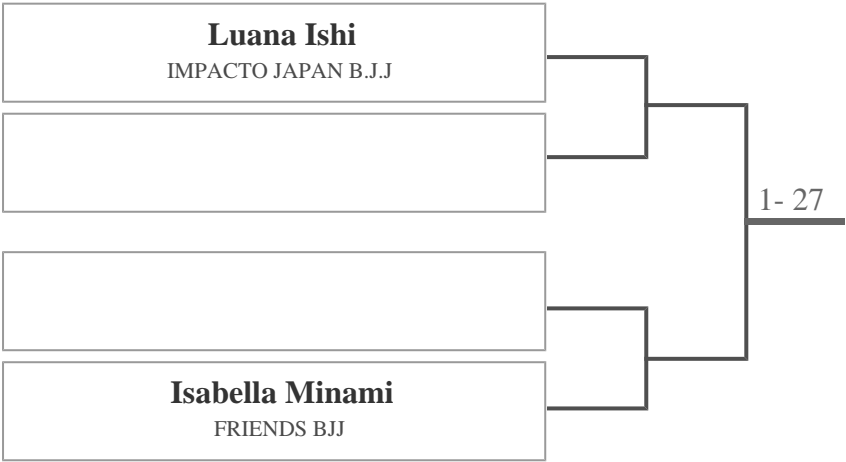 Luana Ishi
IMPACTO JAPAN B.J.J
1- 27
Isabella Minami
FRIENDS BJJ